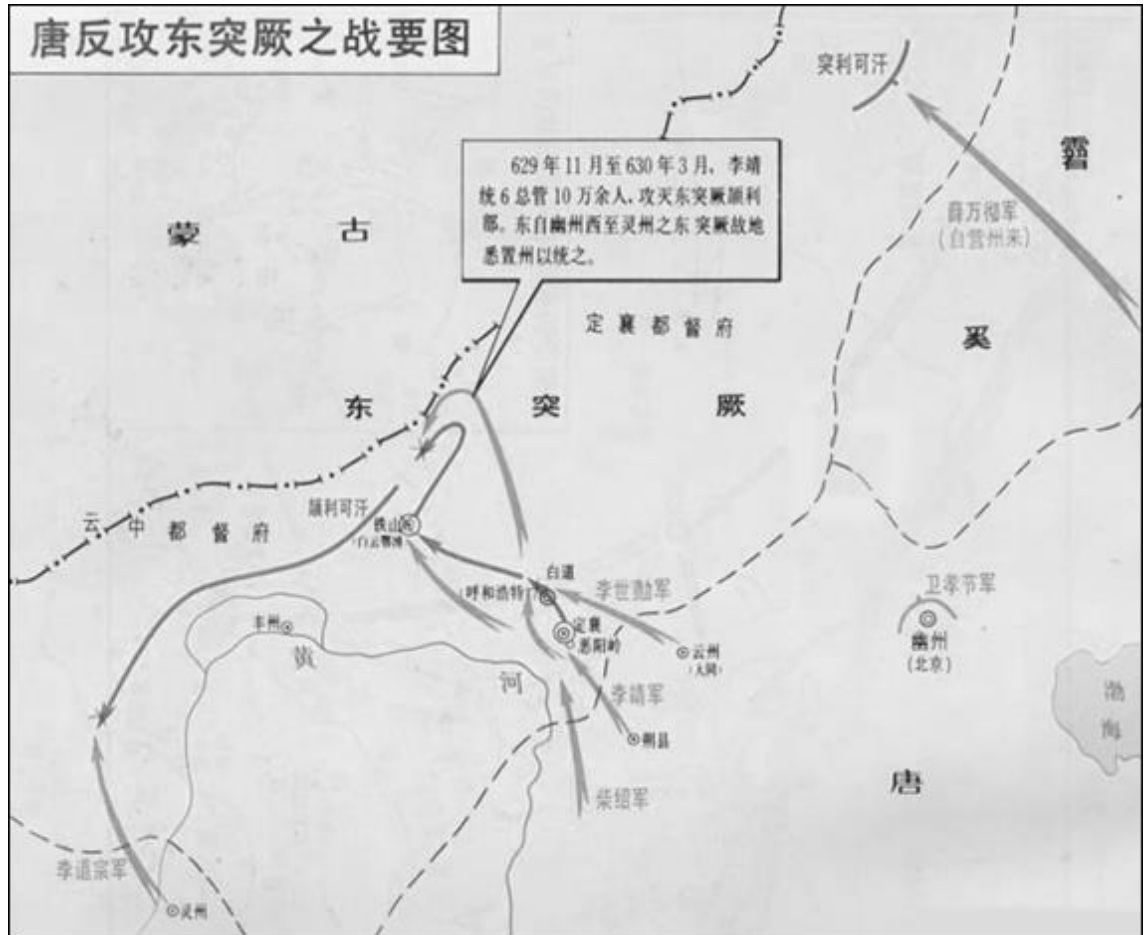 唐反攻东突厥之战要图
突利可汗
629年11月至630年3月，李靖
统6总管10万余人，攻灭东突厥颉利
部。东自幽州西至灵州之东突厥故地
悉置州以统之。
霫
薛万彻军
(自营州来)
蒙古
定襄都督府
奚
东突厥
颉利可汗
云中都督府
铁山
(白云鄂博)
白道
(呼和浩特)
李世勣军
卫孝节军
丰州
定襄
恶阳岭
云州
(大同)
幽州
(北京)
黄河
李靖军
渤海
朔县
唐
柴绍军
李道宗军
灵州